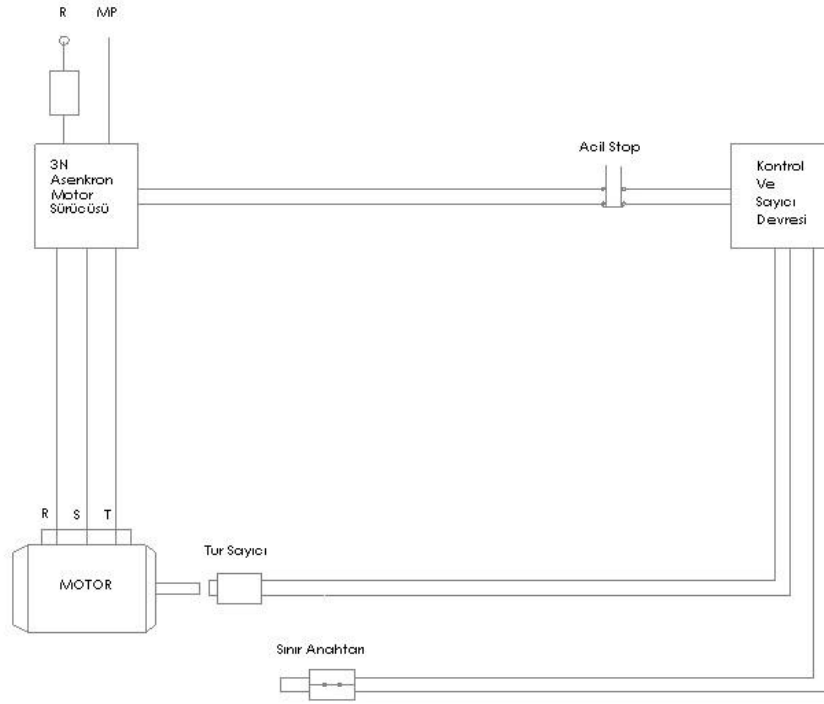 R MP
3N
Asenkron
Motor
Sürücüsü
Acil Stop
Kontrol
Ve
Sayıcı
Devresi
R S T
MOTOR
Tur Sayıcı
Sınır Anahtarı